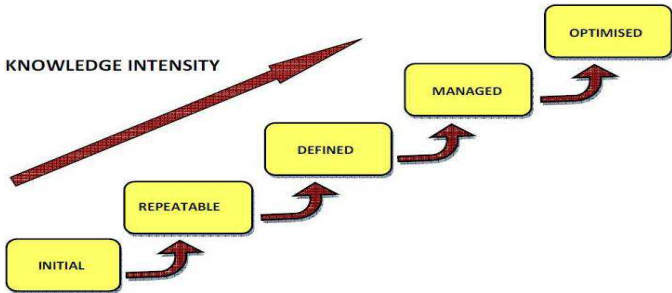 OPTIMISED
KNOWLEDGE INTENSITY
MANAGED
DEFINED
REPEATABLE
INITIAL